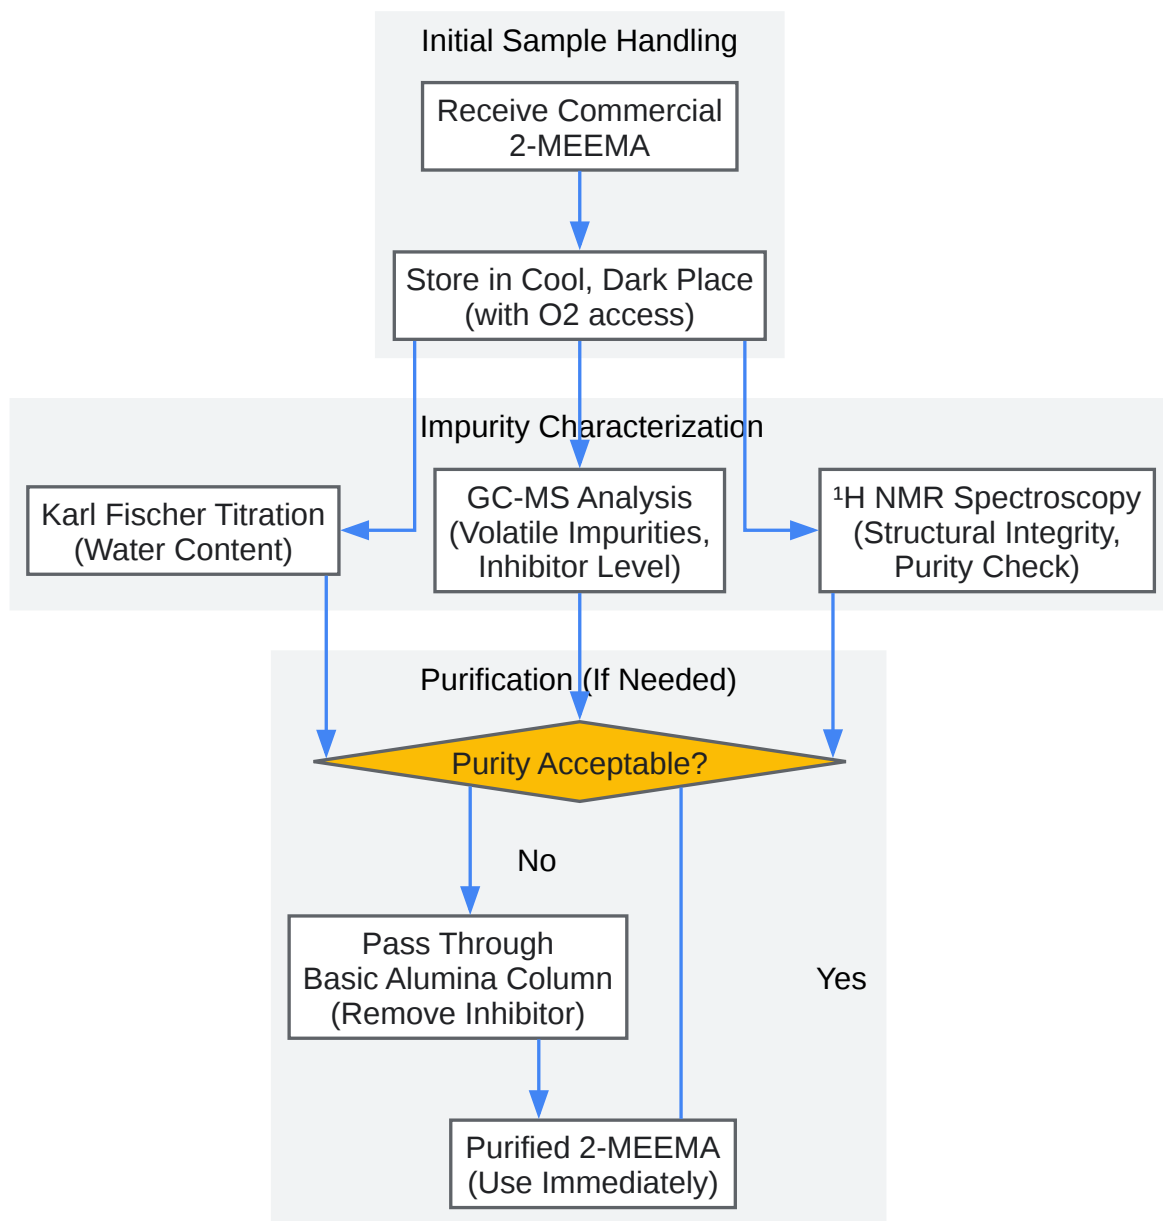 Initial Sample Handling
Receive Commercial
2-MEEMA
Store in Cool, Dark Place
(with O2 access)
Impurity Characterization
Karl Fischer Titration
(Water Content)
GC-MS Analysis
(Volatile Impurities,
Inhibitor Level)
¹H NMR Spectroscopy
(Structural Integrity,
Purity Check)
Purification (If Needed)
Purity Acceptable?
No
Pass Through
Basic Alumina Column
(Remove Inhibitor)
Yes
Purified 2-MEEMA
(Use Immediately)